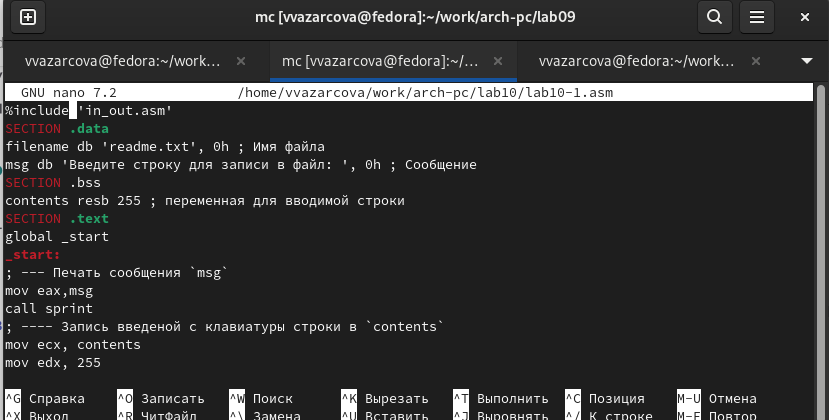 mc [vvazarcova@fedora]:~/work/arch-pc/lab09
vvazarcova@fedora:~/work... mc [vvazarcova@fedora]:~/... vvazarcova@fedora:~/work...
GNU nano 7.2 /home/vvazarcova/work/arch-pc/lab10/lab10-1.asm
%include 'in_out.asm'
SECTION .data
filename db 'readme.txt', 0h ; Имя файла
msg db 'Введите строку для записи в файл: ', 0h ; Сообщение
SECTION .bss
contents resb 255 ; переменная для вводимой строки
SECTION .text
global _start
_start:
; --- Печать сообщения `msg`
mov eax,msg
call sprint
; ---- Запись введеной с клавиатуры строки в `contents`
mov ecx, contents
mov edx, 255
^G Справка ^O Записать ^W Поиск ^K Вырезать ^T Выполнить ^C Позиция M-U Отмена
^X Выход ^R ЧитФайл ^\ Замена ^U Вставить ^J Выровнять ^/ К строке M-E Повтор